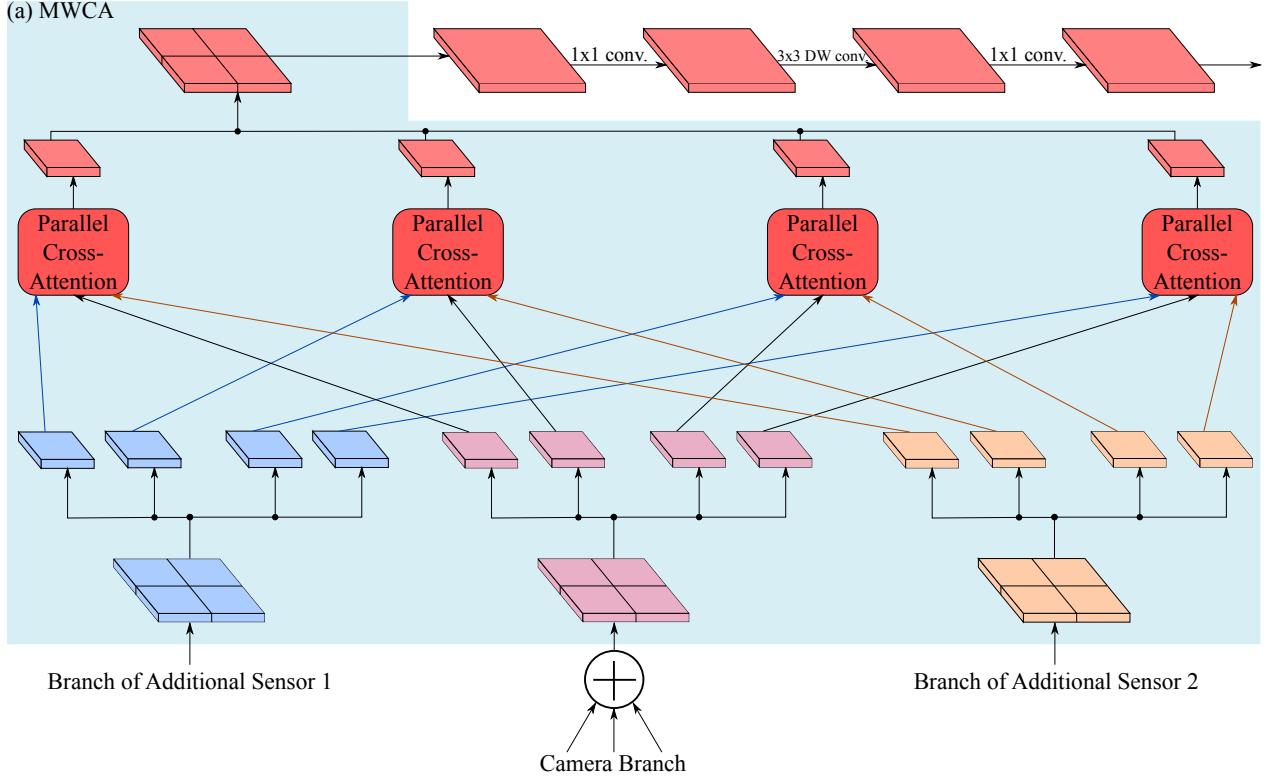 (a) MWCA
1x1 conv.
3x3 DW conv.
1x1 conv.
Parallel
Cross-
Attention
Parallel
Cross-
Attention
Parallel
Cross-
Attention
Parallel
Cross-
Attention
Branch of Additional Sensor 1
Branch of Additional Sensor 2
Camera Branch